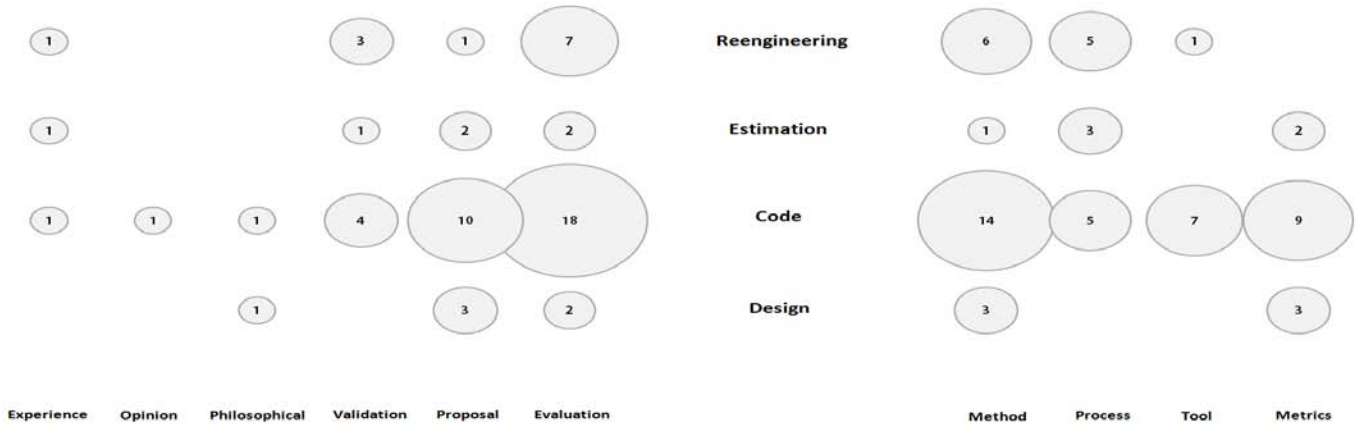 1 3 1 7 Reengineering 6 5 1
1 1 2 2 Estimation 1 3 2
1 1 1 4 10 18 Code 14 5 7 9
1 3 2 Design 3 3
Experience Opinion Philosophical Validation Proposal Evaluation Method Process Tool Metrics